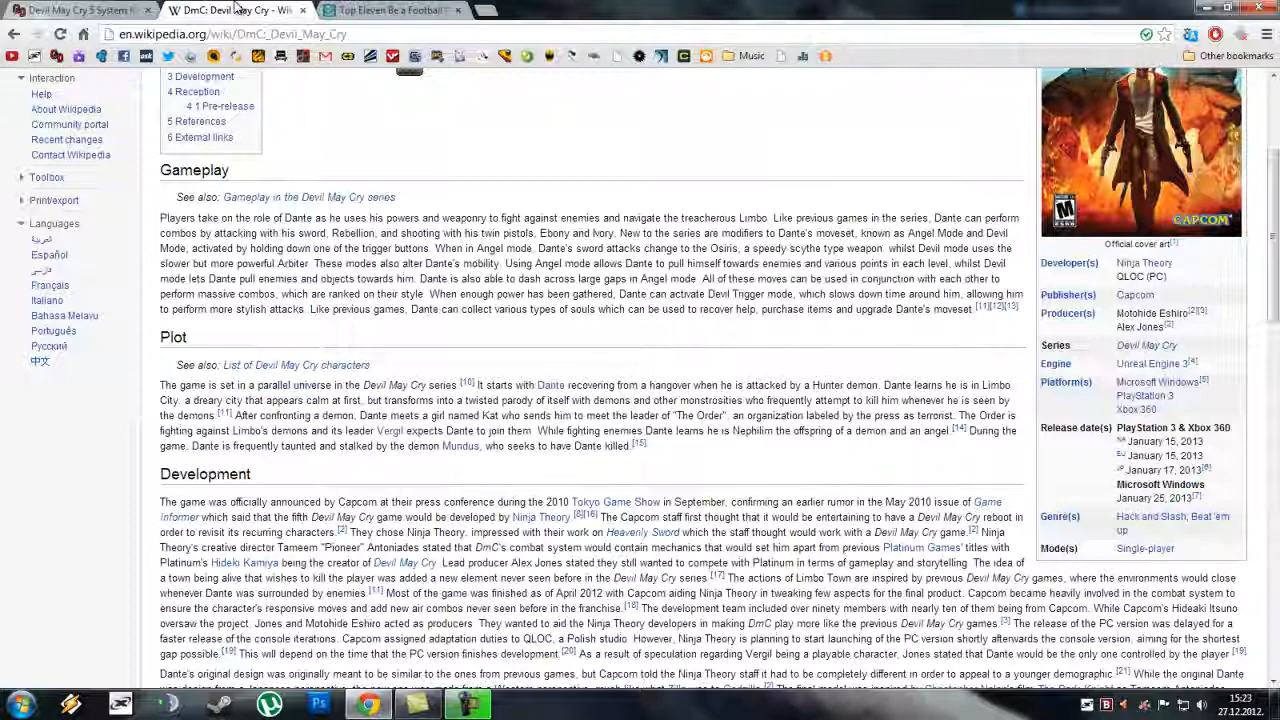 Devil May Cry 5 System
DmC: Devil May Cry - Wi
Top Eleven Be a Football
en.wikipedia.org/wiki/DmC:_Devil_May_Cry
Music
Other bookmarks
Interaction
Help
About Wikipedia
Community portal
Recent changes
Contact Wikipedia
Toolbox
Print/export
Languages
العربية
Español
فارسی
Français
Italiano
Bahasa Melayu
Português
Русский
中文
3 Development
4 Reception
4.1 Pre-release
5 References
6 External links
Gameplay
See also: Gameplay in the Devil May Cry series
Players take on the role of Dante as he uses his powers and weaponry to fight against enemies and navigate the treacherous Limbo. Like previous games in the series, Dante can perform
combos by attacking with his sword, Rebellion, and shooting with his twin pistols, Ebony and Ivory. New to the series are modifiers to Dante's moveset, known as Angel Mode and Devil
Mode, activated by holding down one of the trigger buttons. When in Angel mode, Dante's sword attacks change to the Osiris, a speedy scythe type weapon, whilst Devil mode uses the
slower but more powerful Arbiter. These modes also alter Dante's mobility. Using Angel mode allows Dante to pull himself towards enemies and various points in each level, whilst Devil
mode lets Dante pull enemies and objects towards him. Dante is also able to dash across large gaps in Angel mode. All of these moves can be used in conjunction with each other to
perform massive combos, which are ranked on their style. When enough power has been gathered, Dante can activate Devil Trigger mode, which slows down time around him, allowing him
to perform more stylish attacks. Like previous games, Dante can collect various types of souls which can be used to recover help, purchase items and upgrade Dante's moveset.[11][12][13]
Plot
See also: List of Devil May Cry characters
The game is set in a parallel universe in the Devil May Cry series.[10] It starts with Dante recovering from a hangover when he is attacked by a Hunter demon. Dante learns he is in Limbo
City, a dreary city that appears calm at first, but transforms into a twisted parody of itself with demons and other monstrosities who frequently attempt to kill him whenever he is seen by
the demons.[11] After confronting a demon, Dante meets a girl named Kat who sends him to meet the leader of "The Order", an organization labeled by the press as terrorist. The Order is
fighting against Limbo's demons and its leader Vergil expects Dante to join them. While fighting enemies Dante learns he is Nephilim the offspring of a demon and an angel.[14] During the
game, Dante is frequently taunted and stalked by the demon Mundus, who seeks to have Dante killed.[15]
Development
The game was officially announced by Capcom at their press conference during the 2010 Tokyo Game Show in September, confirming an earlier rumor in the May 2010 issue of Game
Informer which said that the fifth Devil May Cry game would be developed by Ninja Theory.[8][16] The Capcom staff first thought that it would be entertaining to have a Devil May Cry reboot in
order to revisit its recurring characters.[2] They chose Ninja, impressed with their work on Heavenly Sword which the staff thought would work with a Devil May Cry game.[2] Ninja
Theory's creative director Tameem "Pioneer" Antoniades stated that DmC's combat system would contain mechanics that would set him apart from previous Platinum Games' titles with
Platinum's Hideki Kamiya being the creator of Devil May Cry. Lead producer Alex Jones stated they still wanted to compete with Platinum in terms of gameplay and storytelling. The idea of
a town being alive that wishes to kill the player was added a new element never seen before in the Devil May Cry series.[17] The actions of Limbo Town are inspired by previous Devil May Cry games, where the environments would close
whenever Dante was surrounded by enemies.[11] Most of the game was finished as of April 2012 with Capcom aiding Ninja Theory in tweaking few aspects for the final product. Capcom became heavily involved in the combat system to
ensure the character's responsive moves and add new air combos never seen before in the franchise.[18] The development team included over ninety members with nearly ten of them being from Capcom. While Capcom's Hideaki Itsuno
oversaw the project, Jones and Motohide Eshiro acted as producers. They wanted to aid the Ninja Theory developers in making DmC play more like the previous Devil May Cry games.[3] The release of the PC version was delayed for a
faster release of the console iterations. Capcom assigned adaptation duties to QLOC, a Polish studio. However, Ninja Theory is planning to start launching of the PC version shortly afterwards the console version, aiming for the shortest
gap possible.[19] This will depend on the time that the PC version finishes development.[20] As a result of speculation regarding Vergil being a playable character, Jones stated that Dante would be the only one controlled by the player.[19]
Dante's original design was originally meant to be similar to the ones from previous games, but Capcom told the Ninja Theory staff it had to be completely different in order to appeal to a younger demographic.[21] While the original Dante
CAPCOM
Official cover art[1]
Developer(s) Ninja Theory
QLOC (PC)
Publisher(s) Capcom
Producer(s) Motohide Eshiro[2][3]
Alex Jones[2]
Series Devil May Cry
Engine Unreal Engine 3[4]
Platform(s) Microsoft Windows[5]
PlayStation 3
Xbox 360
Release date(s) PlayStation 3 & Xbox 360
NA January 15, 2013
EU January 15, 2013
JP January 17, 2013[6]
Microsoft Windows
January 25, 2013[7]
Genre(s) Hack and Slash, Beat 'em
up
Mode(s) Single-player
15:23
27.12.2012.